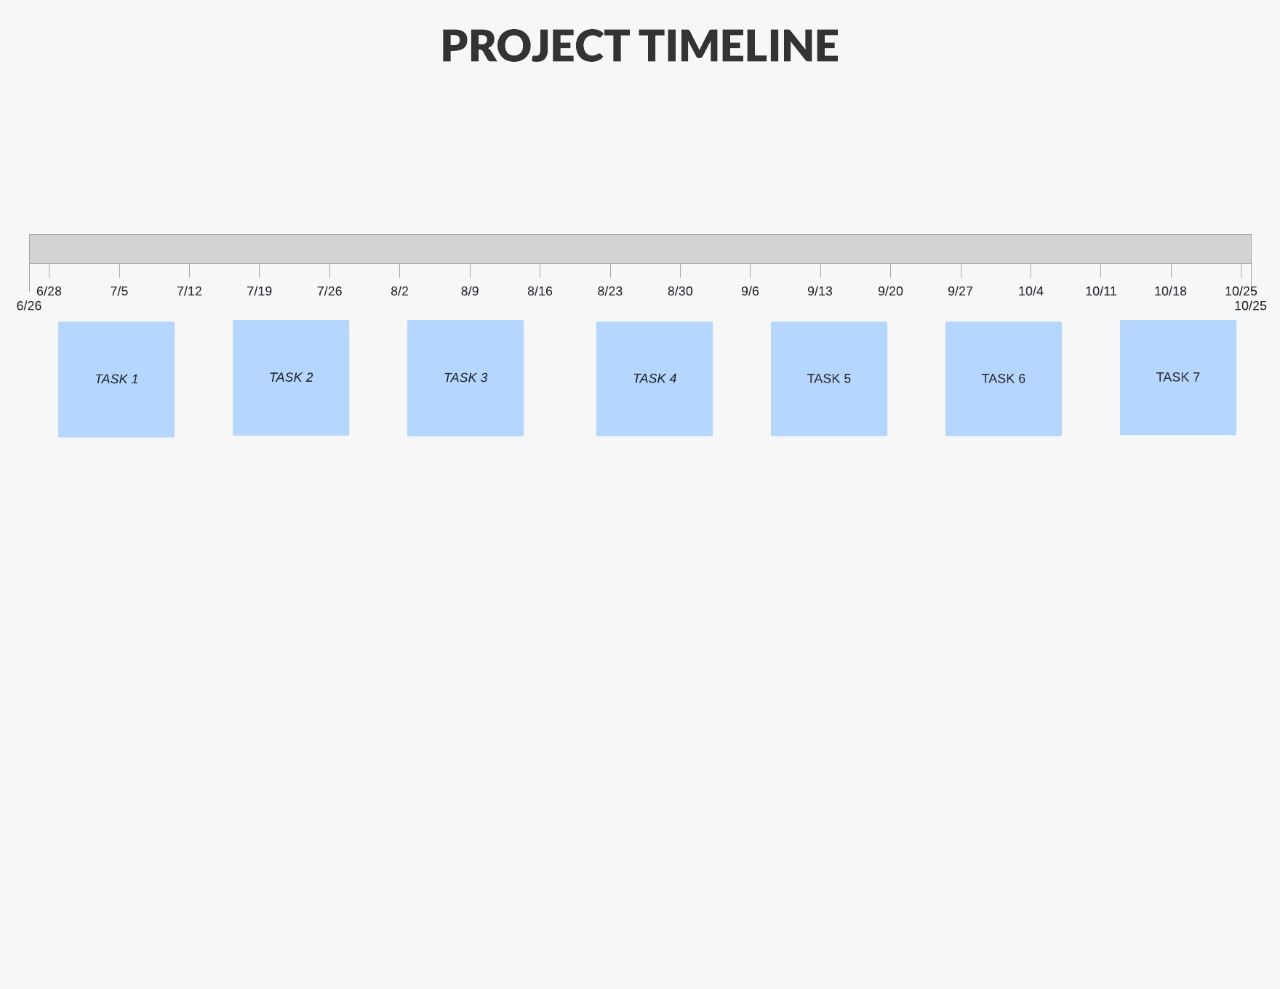 PROJECT TIMELINE
6/28 7/5 7/12 7/19 7/26 8/2 8/9 8/16 8/23 8/30 9/6 9/13 9/20 9/27 10/4 10/11 10/18 10/25
6/26 10/25
TASK 1 TASK 2 TASK 3 TASK 4 TASK 5 TASK 6 TASK 7